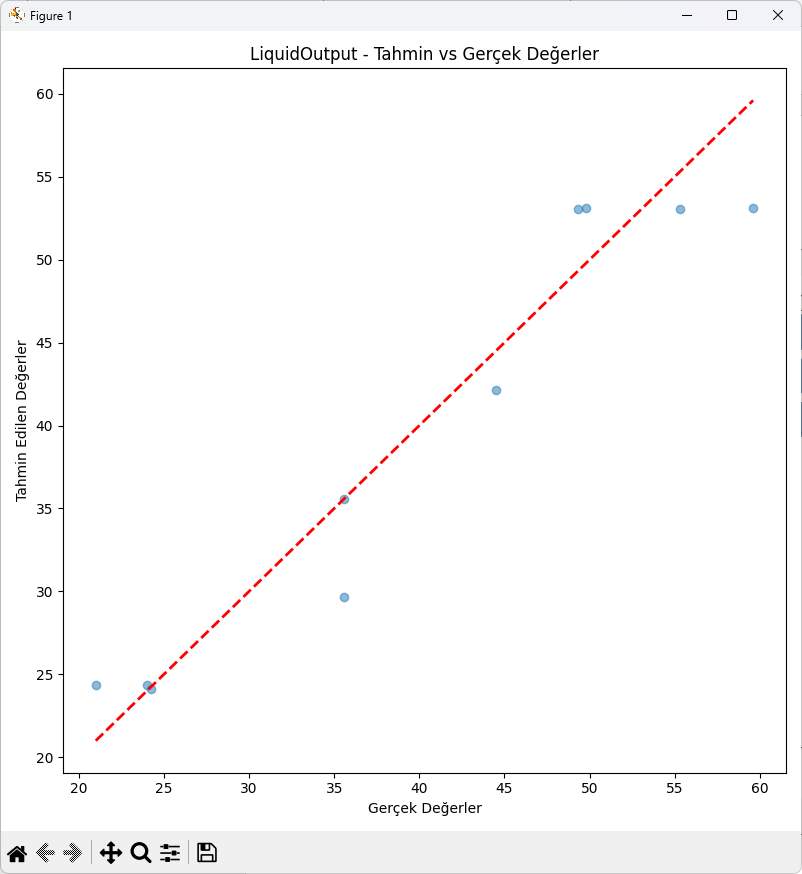 Figure 1
LiquidOutput - Tahmin vs Gerçek Değerler
60
55
50
45
40
35
30
25
20
Tahmin Edilen Değerler
20 25 30 35 40 45 50 55 60
Gerçek Değerler